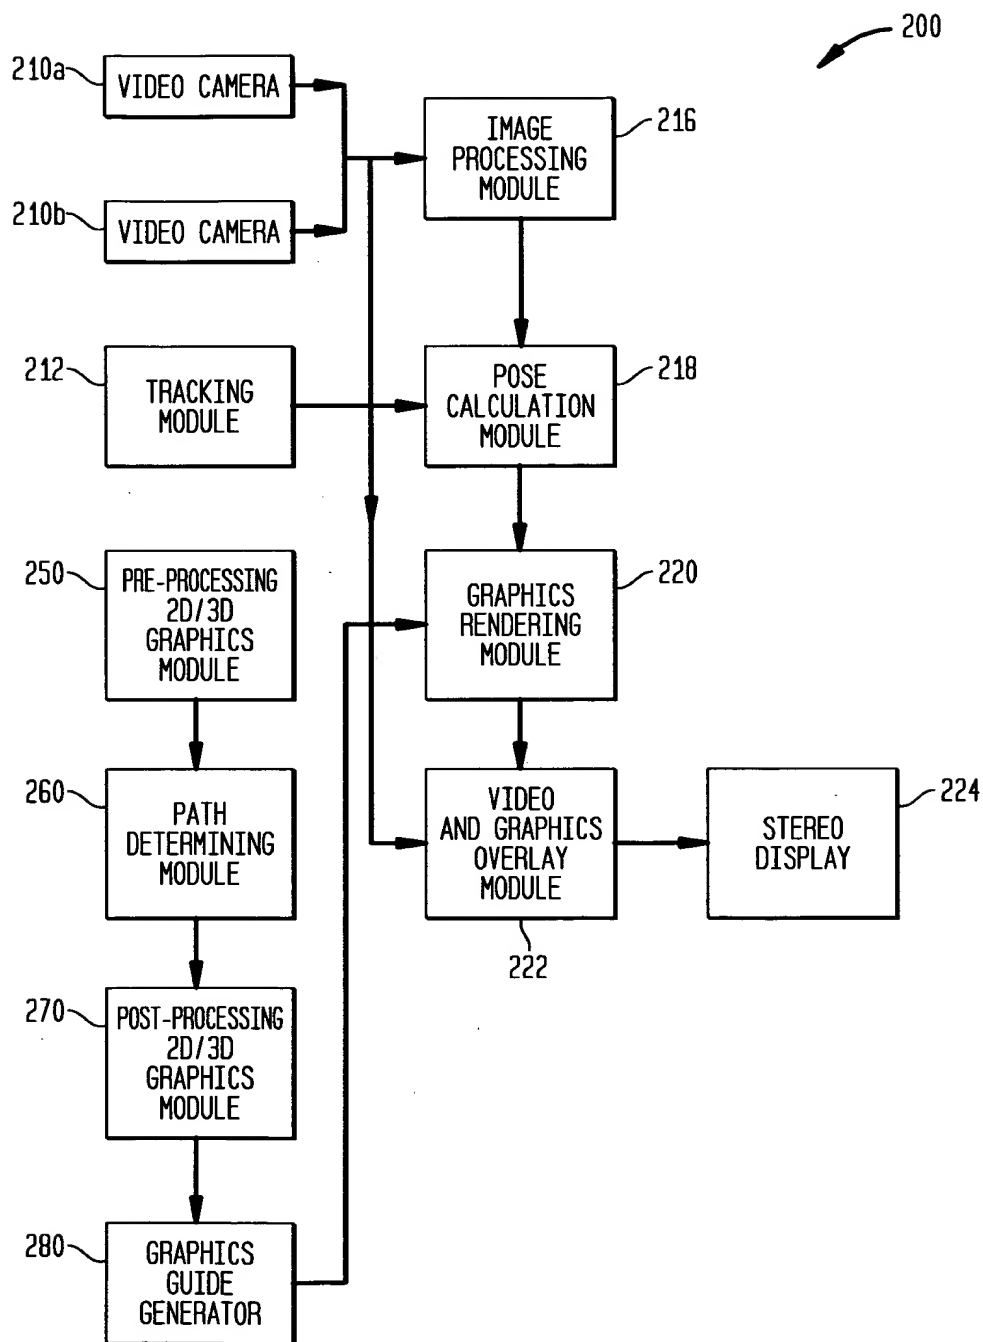 200
210a
VIDEO CAMERA
210b
VIDEO CAMERA
IMAGE
PROCESSING
MODULE
216
212
TRACKING
MODULE
POSE
CALCULATION
MODULE
218
250
PRE-PROCESSING
2D/3D
GRAPHICS
MODULE
GRAPHICS
RENDERING
MODULE
220
260
PATH
DETERMINING
MODULE
VIDEO
AND GRAPHICS
OVERLAY
MODULE
222
STEREO
DISPLAY
224
270
POST-PROCESSING
2D/3D
GRAPHICS
MODULE
280
GRAPHICS
GUIDE
GENERATOR